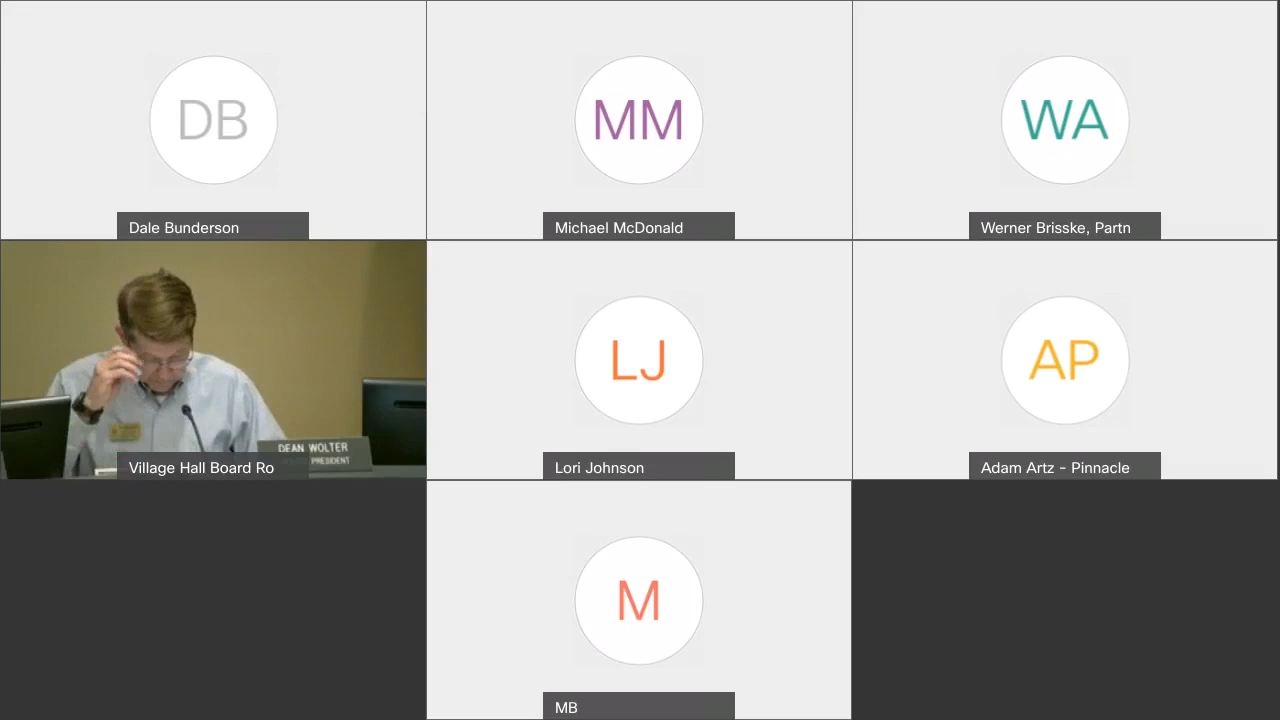 DB
MM
WA
Dale Bunderson
Michael McDonald
Werner Brisske, Partn
LJ
AP
DEAN WOLTER
PRESIDENT
Village Hall Board Ro
Lori Johnson
Adam Artz - Pinnacle
M
MB